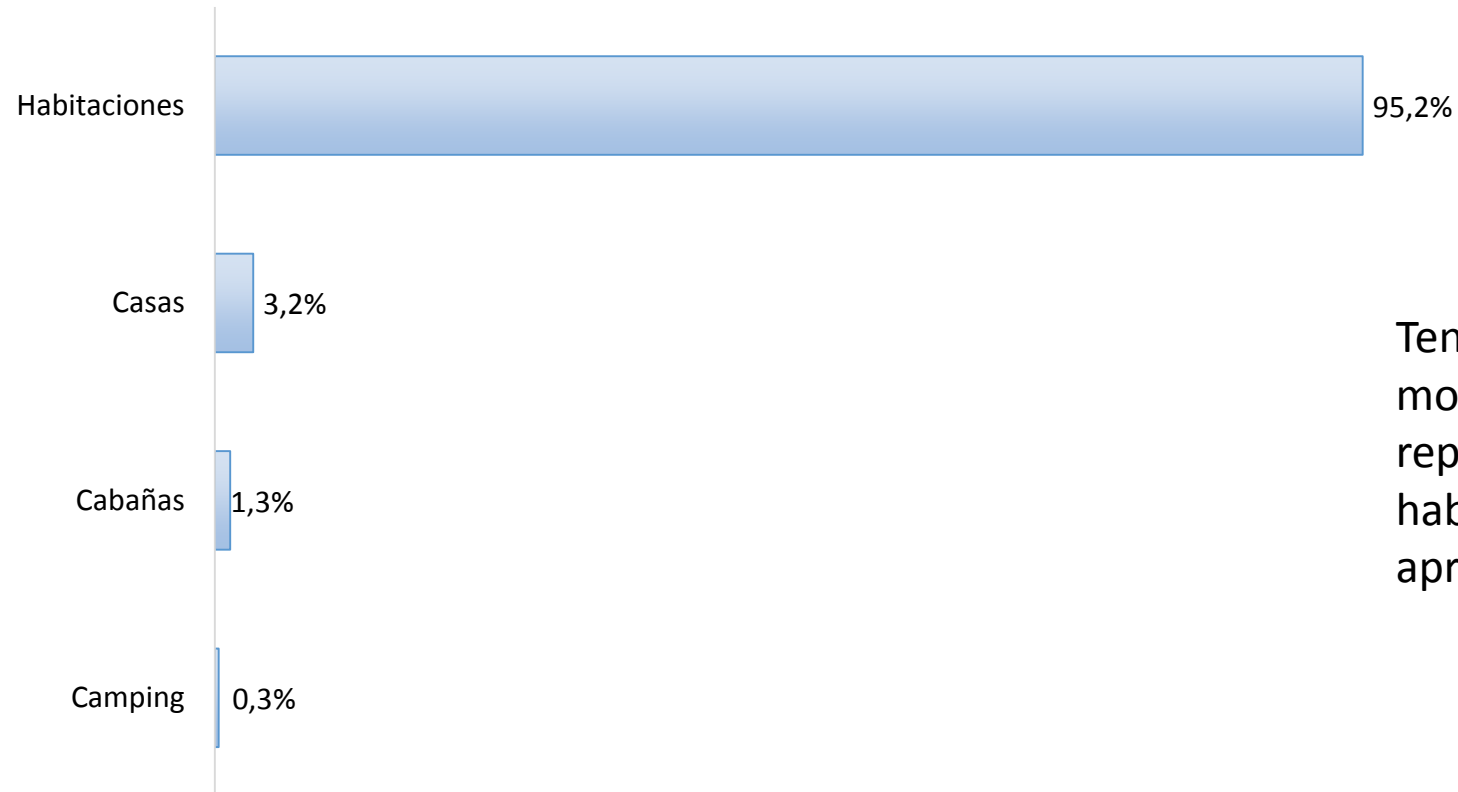 Habitaciones 95,2%
Casas 3,2%
Cabañas 1,3%
Camping 0,3%